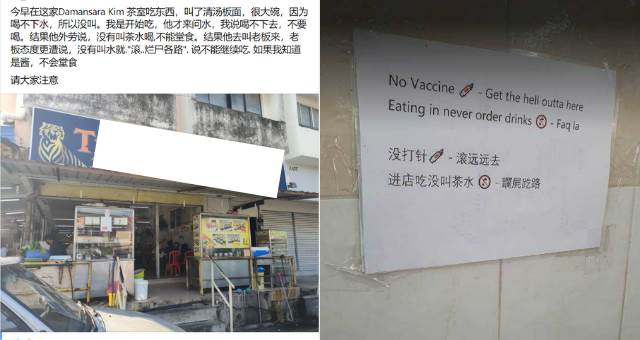 今早在这家Damansara Kim 茶室吃东西，叫了清汤板面，很大碗，因为
喝不下水，所以没叫。我是开始吃，他才来问水，我说喝不下去，不要
喝。结果他外劳说，没有叫茶水喝,不能堂食。结果他去叫老板来，老
板态度更遭说，没有叫水就."滚..烂尸各路". 说不能继续吃. 如果我知道
是酱，不会堂食
请大家注意
T
No Vaccine - Get the hell outta here
Eating in never order drinks - Faq la
没打针 - 滚远远去
进店吃没叫茶水 - 躝屍趷路